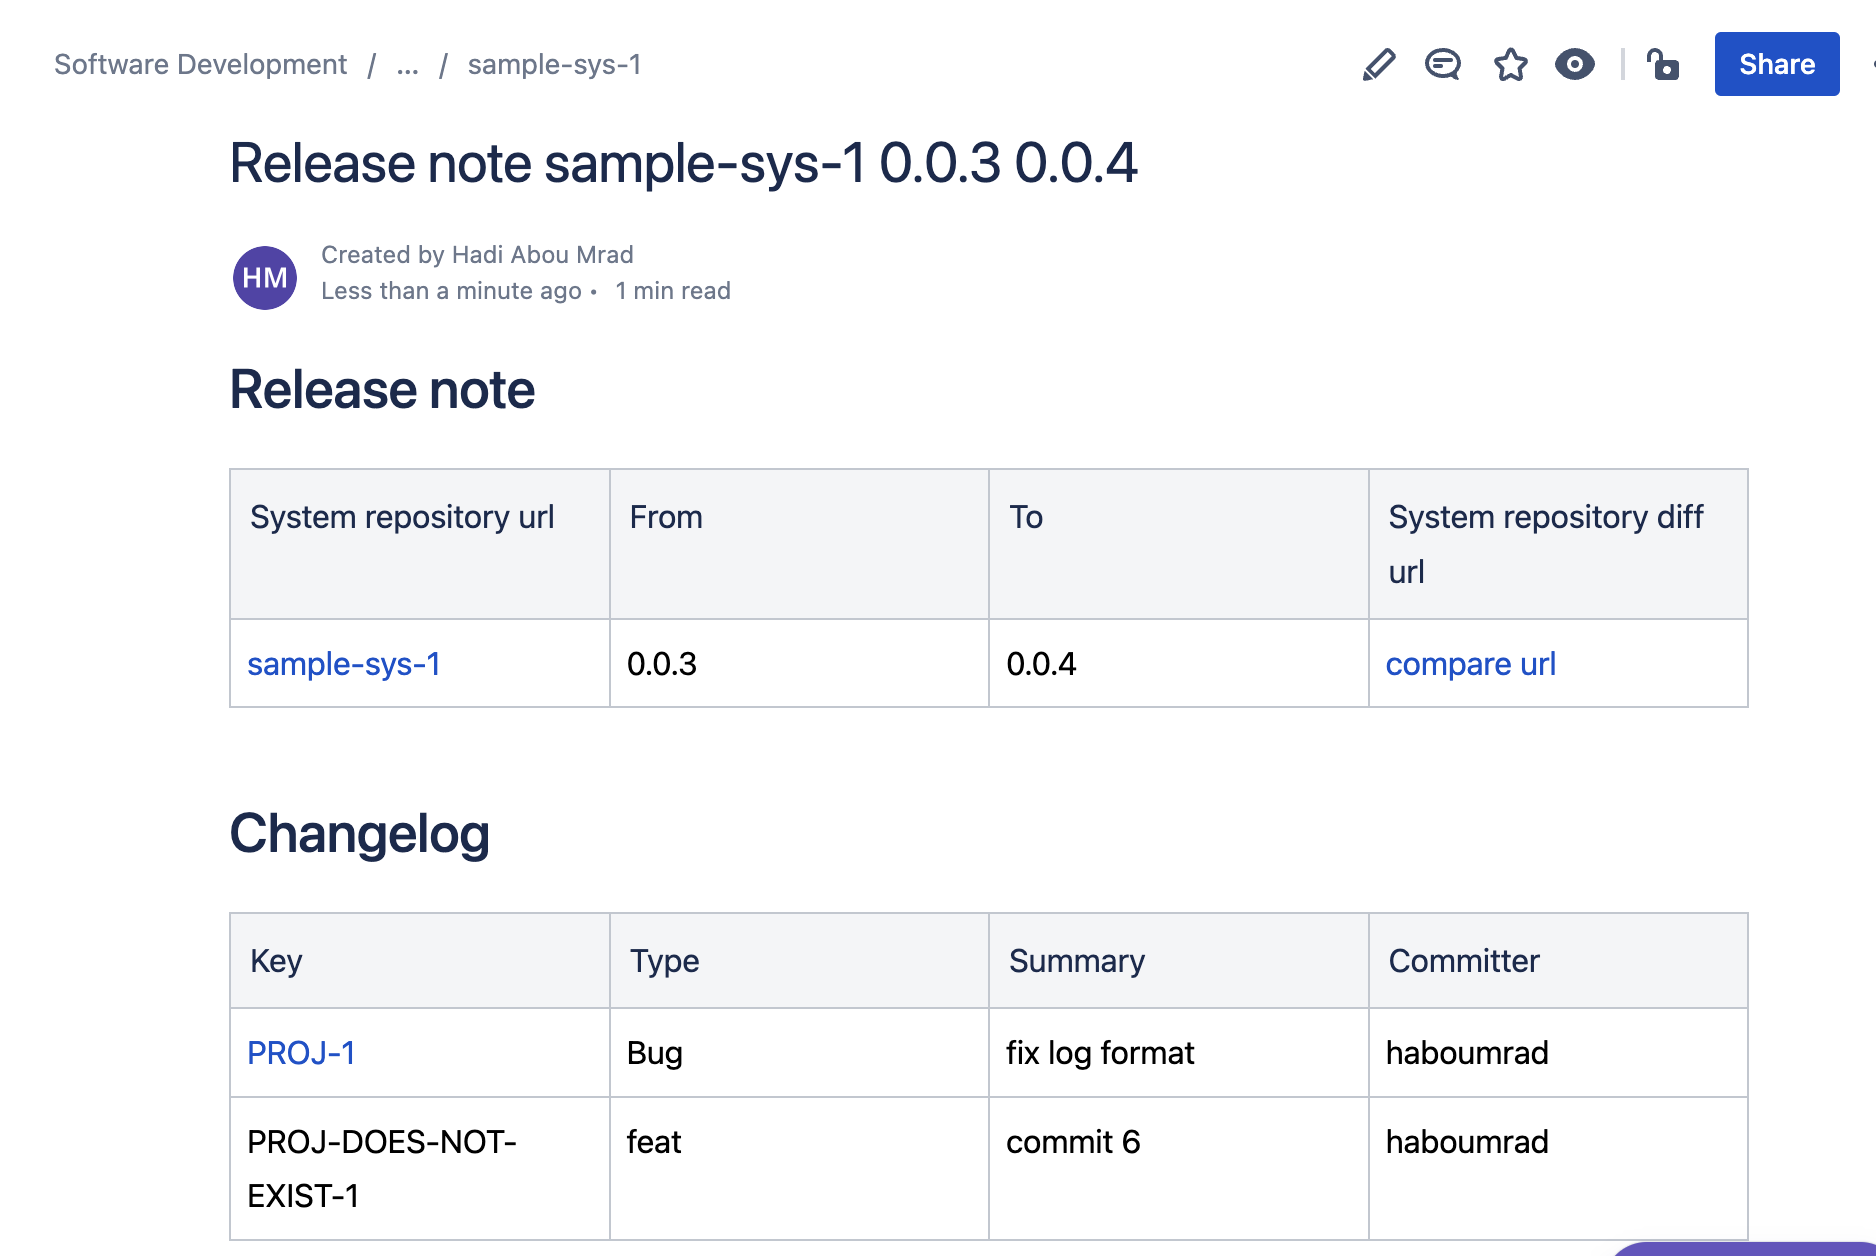 Software Development / ... / sample-sys-1
Share
Release note sample-sys-1 0.0.3 0.0.4
HM
Created by Hadi Abou Mrad
Less than a minute ago • 1 min read
Release note
System repository url From To System repository diff
url
sample-sys-1 0.0.3 0.0.4 compare url
Changelog
Key Type Summary Committer
PROJ-1 Bug fix log format haboumrad
PROJ-DOES-NOT- feat commit 6 haboumrad
EXIST-1